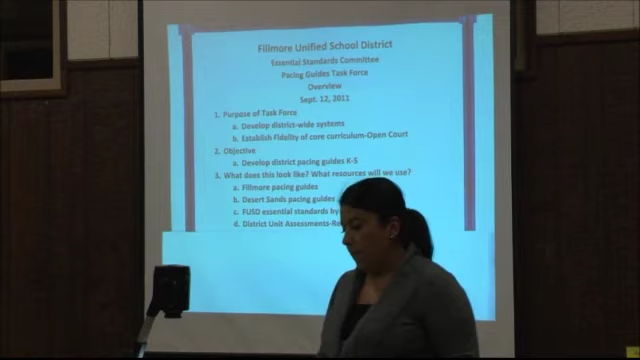 Fillmore Unified School District
Essential Standards Committee
Pacing Guides Task Force
Overview
Sept. 12, 2011
1. Purpose of Task Force
a. Develop district-wide systems
b. Establish Fidelity of core curriculum-Open Court
2. Objective
a. Develop district pacing guides K-5
3. What does this look like? What resources will we use?
a. Fillmore pacing guides
b. Desert Sands pacing guides
c. FUSD essential standards by
d. District Unit Assessments-